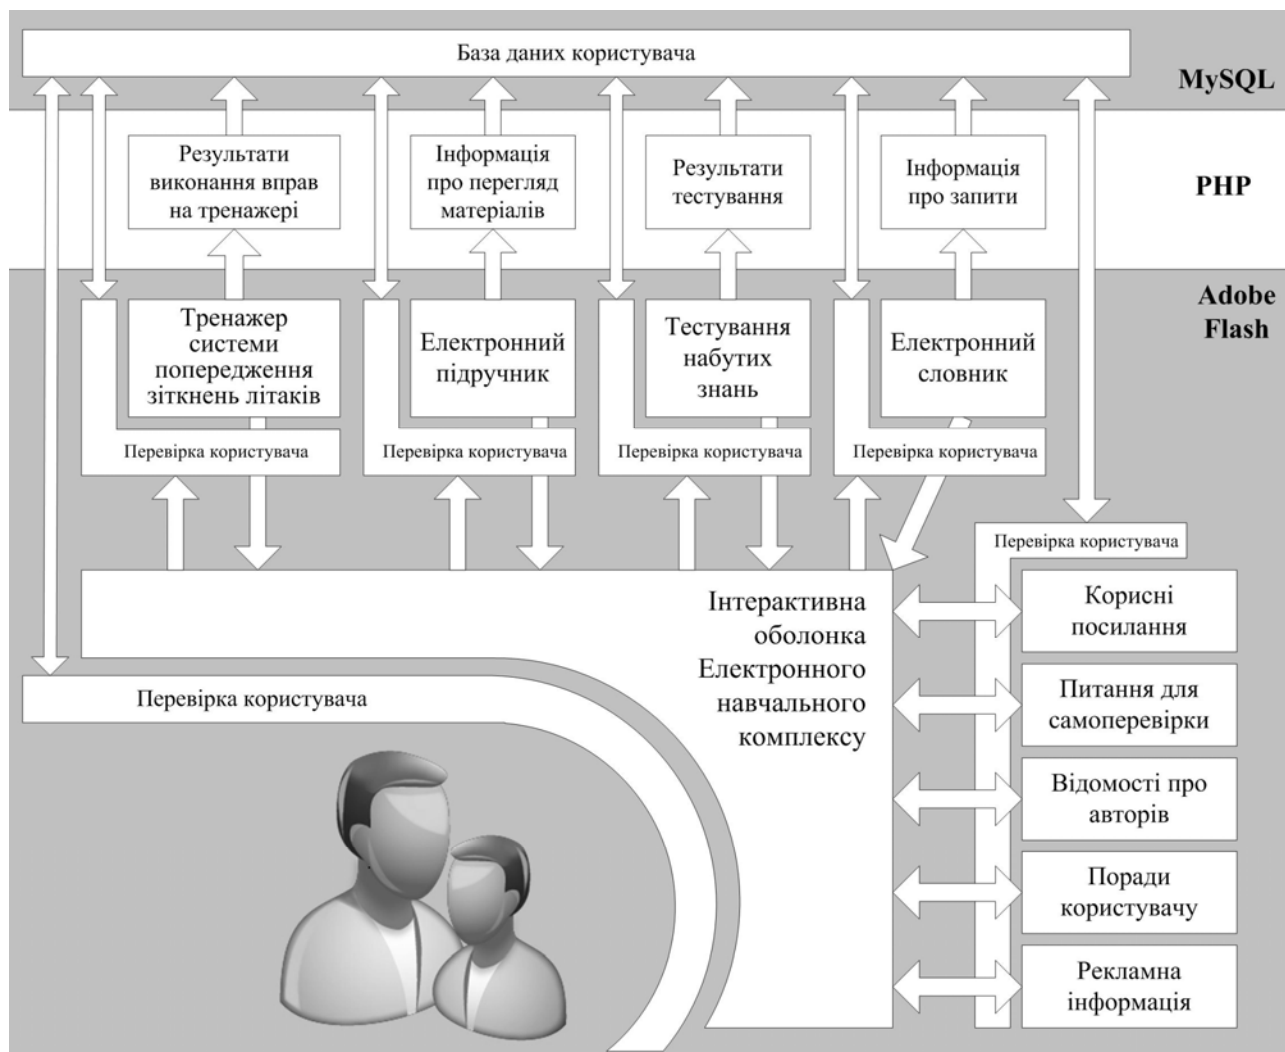 База даних користувача
MySQL
Результати
виконання вправ
на тренажері
Інформація
про перегляд
матеріалів
Результати
тестування
Інформація
про запити
PHP
Adobe
Flash
Тренажер
системи
попередження
зіткнень літаків
Електронний
підручник
Тестування
набутих
знань
Електронний
словник
Перевірка користувача
Перевірка користувача
Перевірка користувача
Перевірка користувача
Перевірка користувача
Інтерактивна
оболонка
Електронного
навчального
комплексу
Перевірка користувача
Корисні
посилання
Питання для
самоперевірки
Відомості про
авторів
Поради
користувачу
Рекламна
інформація